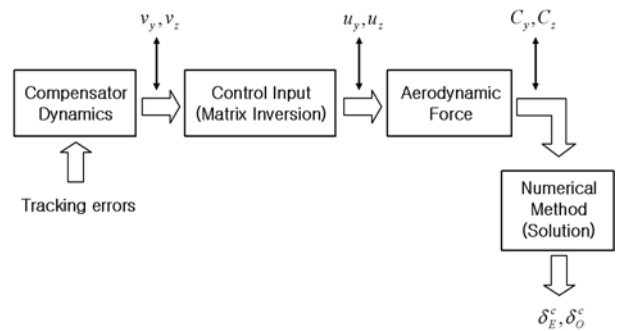 v_y, v_z
u_y, u_z
C_y, C_z
Compensator
Dynamics
Control Input
(Matrix Inversion)
Aerodynamic
Force
Tracking errors
Numerical
Method
(Solution)
δ_E^c, δ_O^c